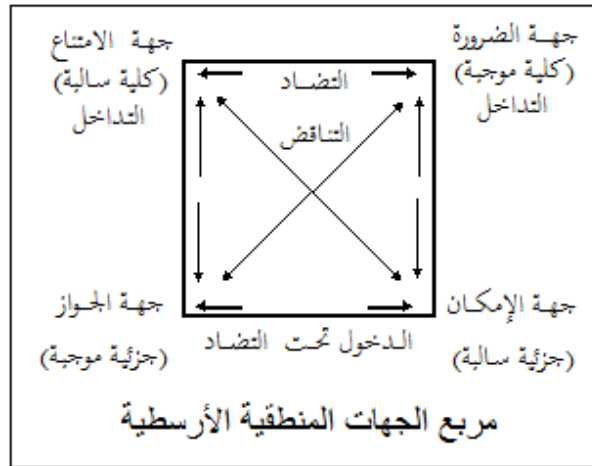 جهة الضرورة
(كلية موجبة)
التداخل
التضاد
التناقض
جهة الامتناع
(كلية سالبة)
التداخل
جهة الإمكان
(جزئية سالبة)
الدخول تحت التضاد
جهة الجواز
(جزئية موجبة)
مربع الجهات المنطقية الأرسطية